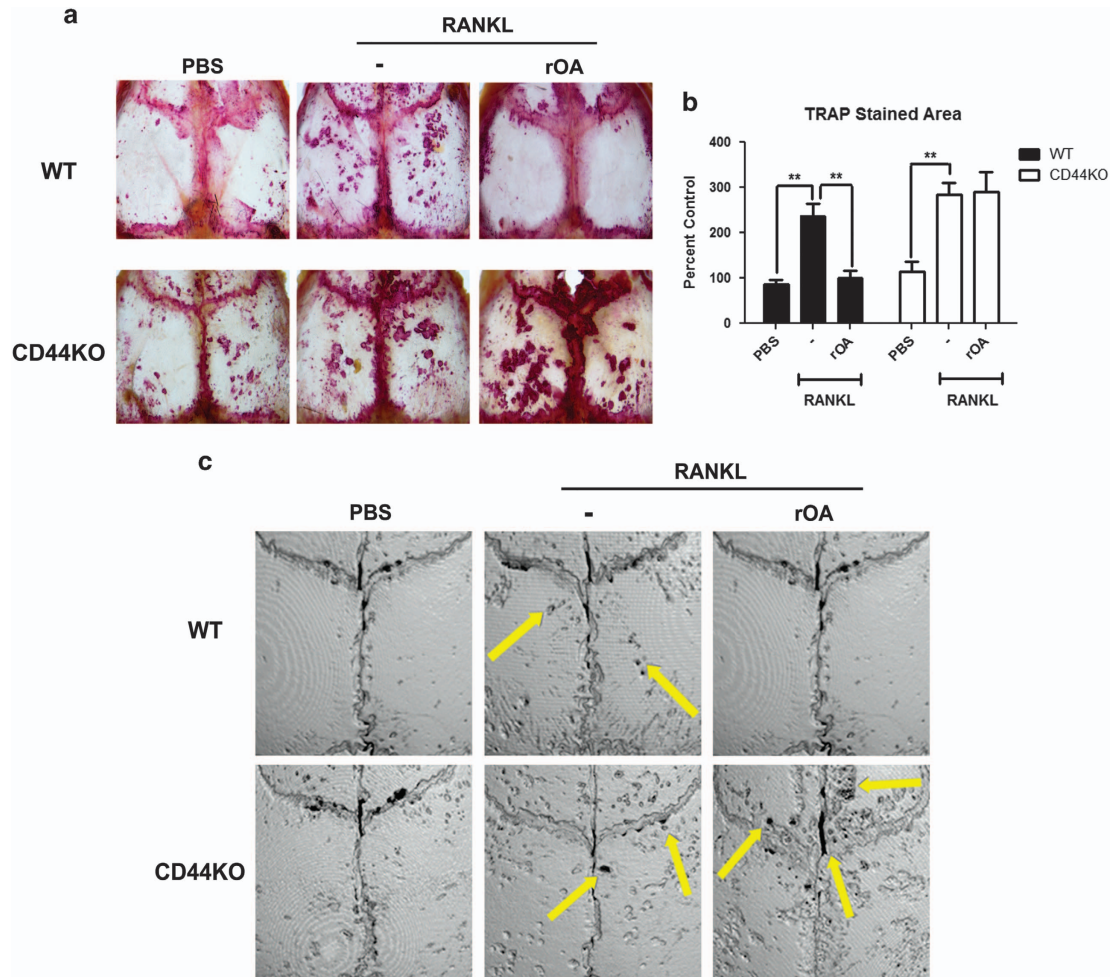 a
RANKL
PBS
-
rOA
WT
CD44KO
b
TRAP Stained Area
WT
CD44KO
Percent Control
400
300
200
100
0
**
**
**
PBS
-
rOA
PBS
-
rOA
RANKL
RANKL
c
RANKL
PBS
-
rOA
WT
CD44KO